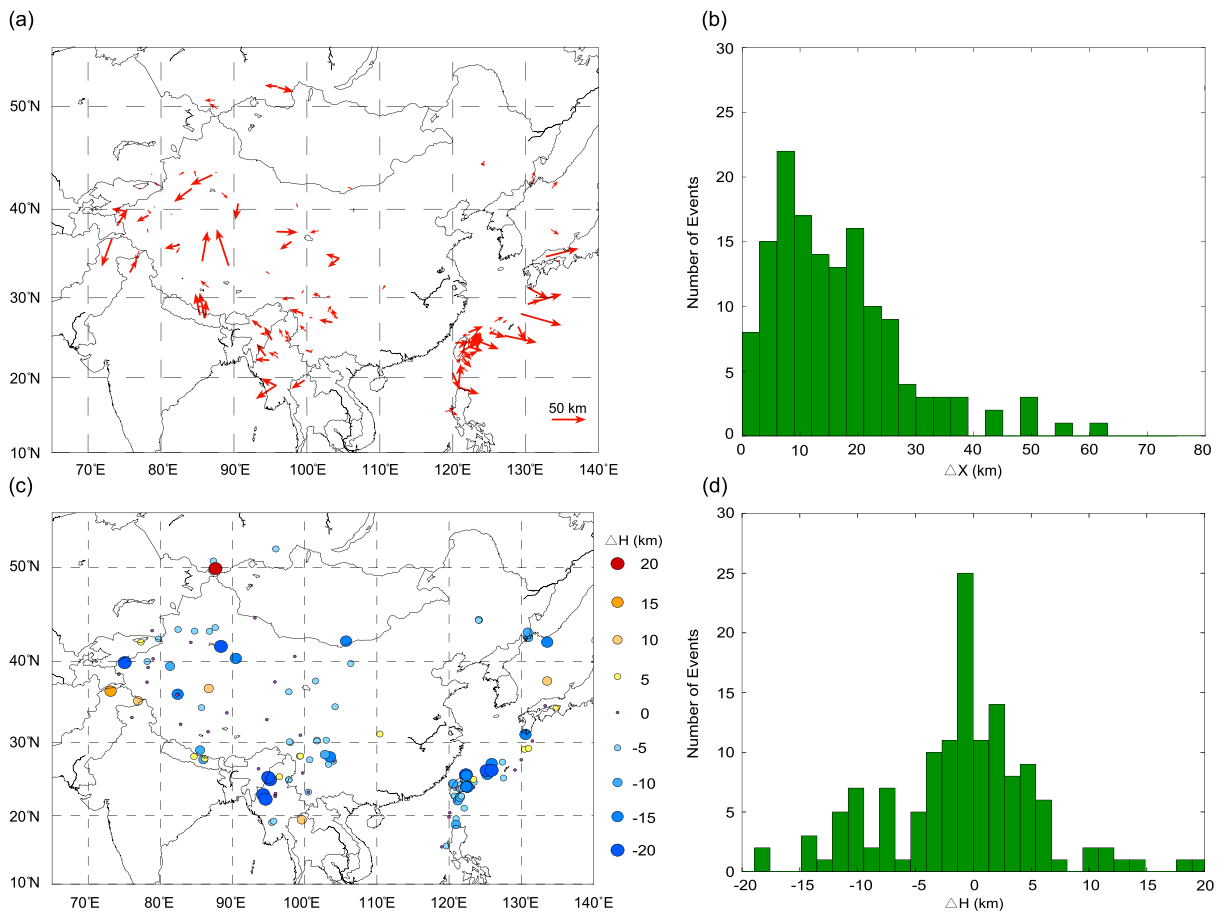 (a)
50°N
40°N
30°N
20°N
10°N
70°E 80°E 90°E 100°E 110°E 120°E 130°E 140°E
50 km
(b)
Number of Events
30
25
20
15
10
5
0
0 10 20 30 40 50 60 70 80
△X (km)
(c)
50°N
40°N
30°N
20°N
10°N
70°E 80°E 90°E 100°E 110°E 120°E 130°E 140°E
△H (km)
20
15
10
5
0
-5
-10
-15
-20
(d)
Number of Events
30
25
20
15
10
5
0
-20 -15 -10 -5 0 5 10 15 20
△H (km)